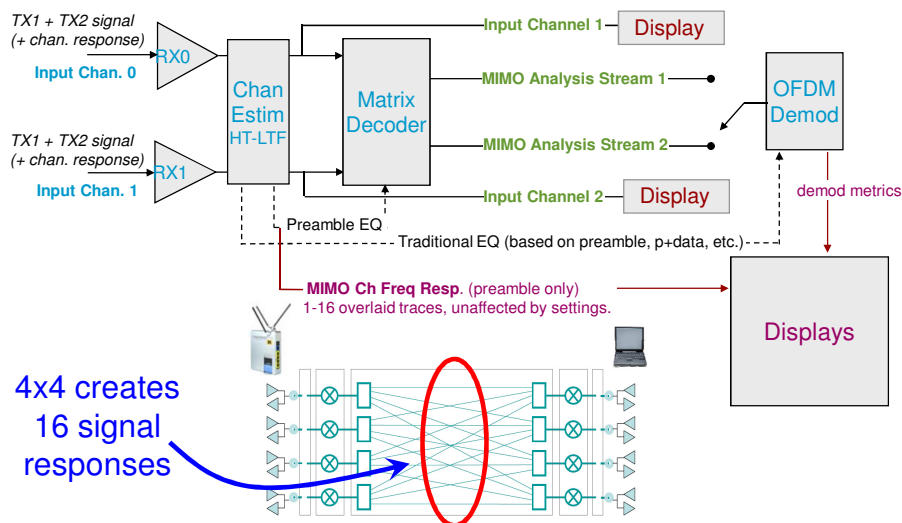 TX1 + TX2 signal
(+ chan. response)
Input Chan. 0
RX0
Chan
Estim
HT-LTF
Matrix
Decoder
Input Channel 1
Display
MIMO Analysis Stream 1
MIMO Analysis Stream 2
OFDM
Demod
TX1 + TX2 signal
(+ chan. response)
Input Chan. 1
RX1
Input Channel 2
Display
demod metrics
Preamble EQ
Traditional EQ (based on preamble, p+data, etc.)
MIMO Ch Freq Resp. (preamble only)
1-16 overlaid traces, unaffected by settings.
Displays
4x4 creates
16 signal
responses